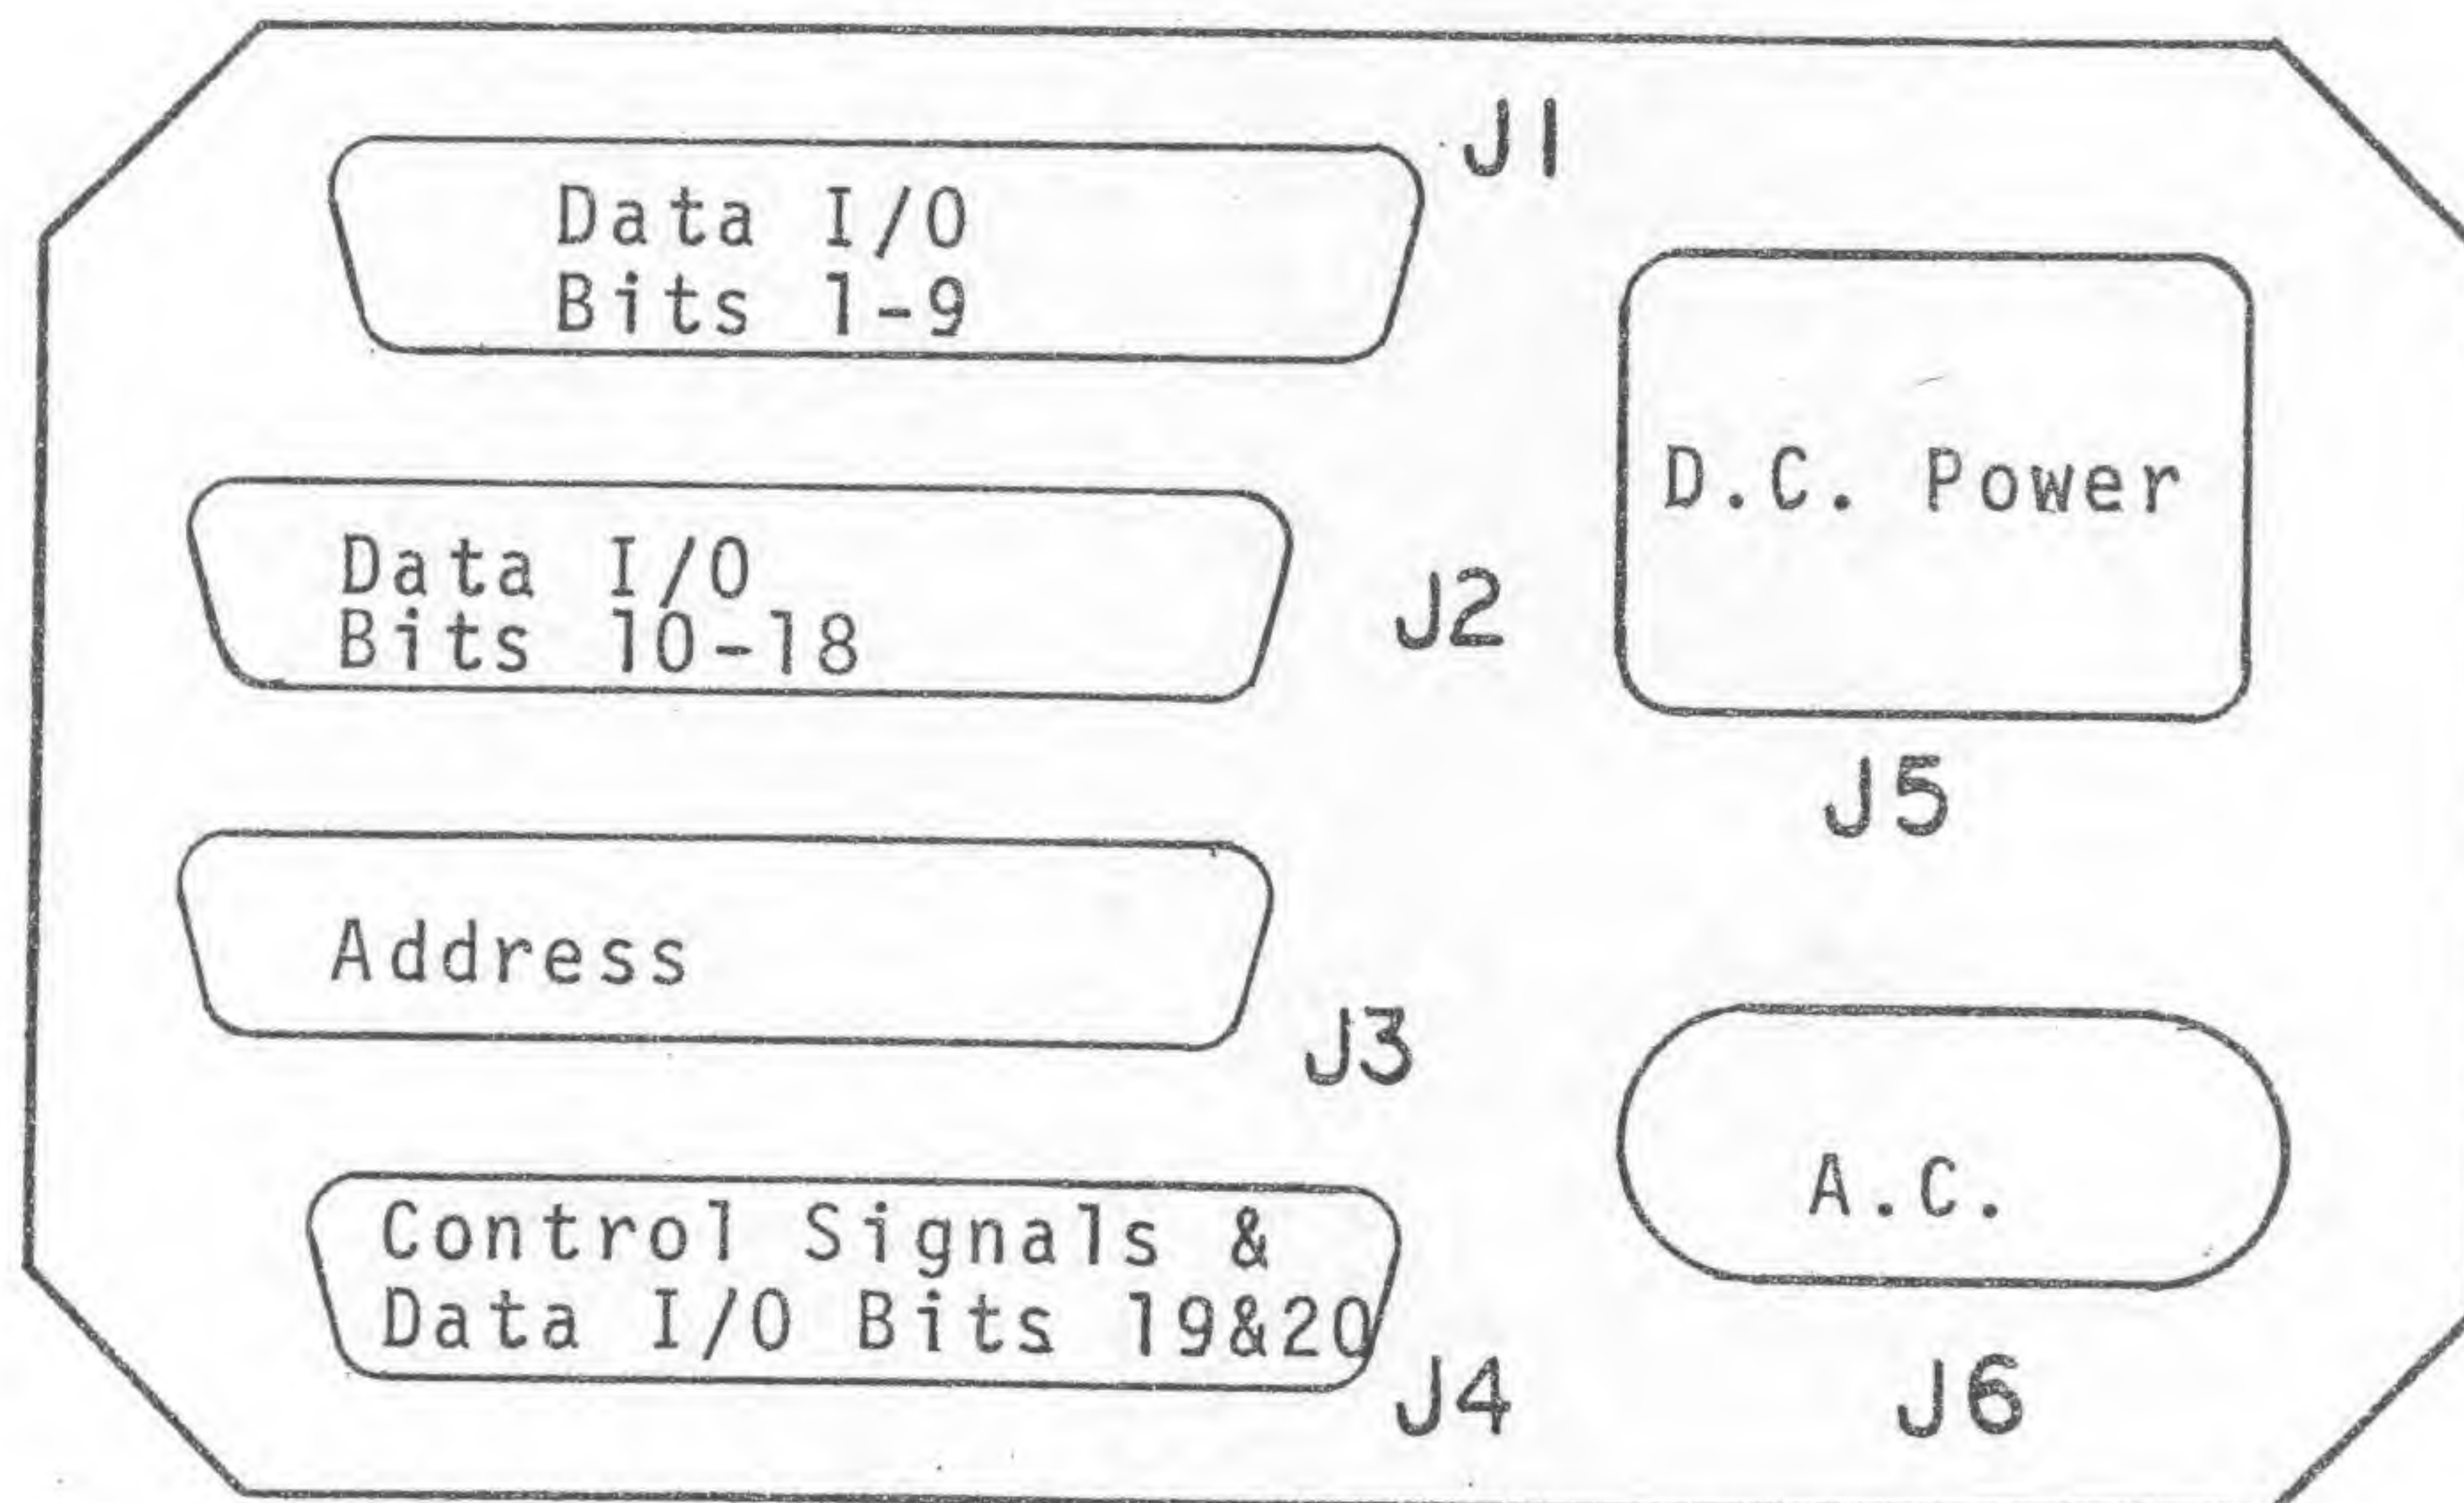 J1
Data I/O
Bits 1-9
D.C. Power
Data I/O
Bits 10-18
J2
J5
Address
J3
Control Signals &
Data I/O Bits 19&20
J4
A.C.
J6